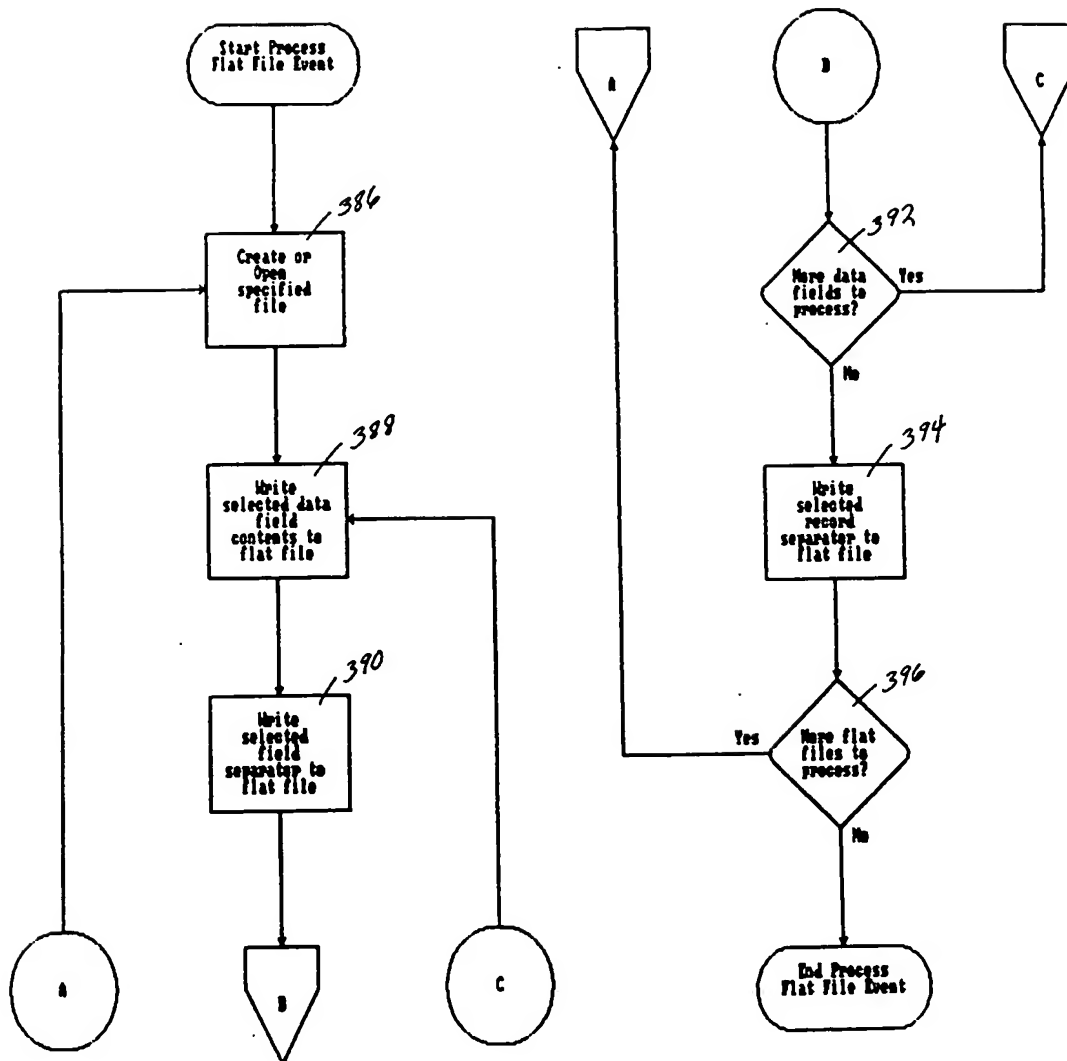 Start Process
Flat File Event
386
Create or
Open
specified
file
388
Write
selected data
field
contents to
flat file
390
Write
selected
field
separator to
flat file
A
B
C
A
B
C
392
More data
fields to
process?
Yes
No
394
Write
selected
record
separator to
flat file
396
More flat
files to
process?
Yes
No
End Process
Flat File Event